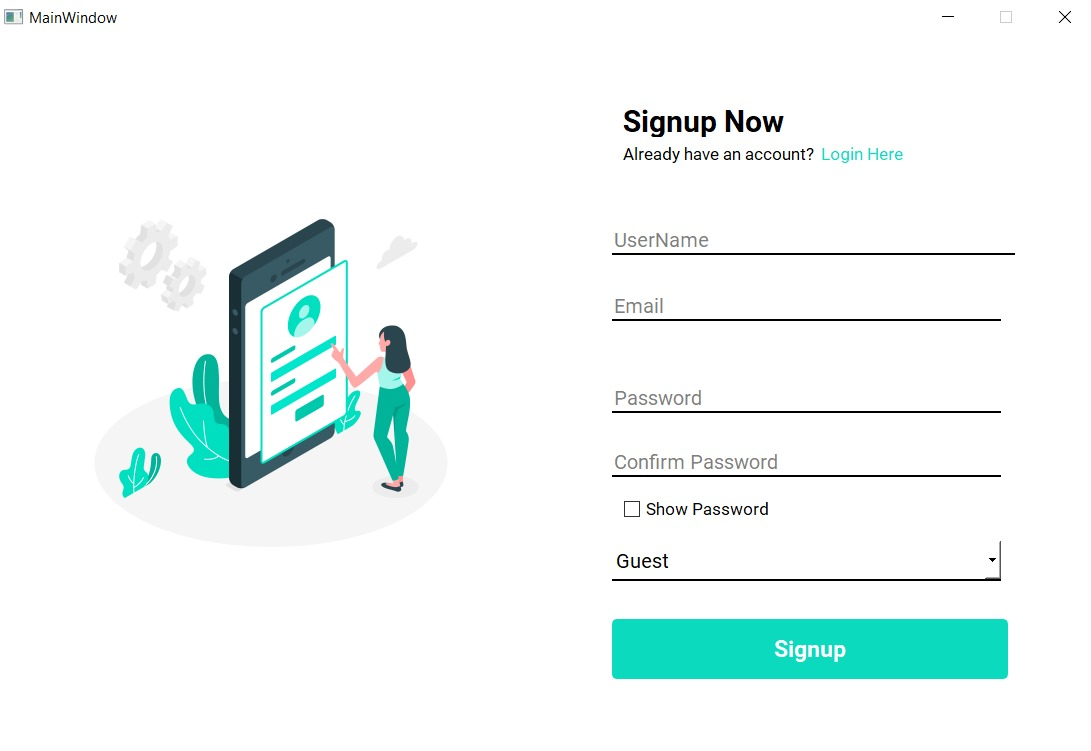 MainWindow
Signup Now
Already have an account? Login Here
UserName
Email
Password
Confirm Password
Show Password
Guest
Signup